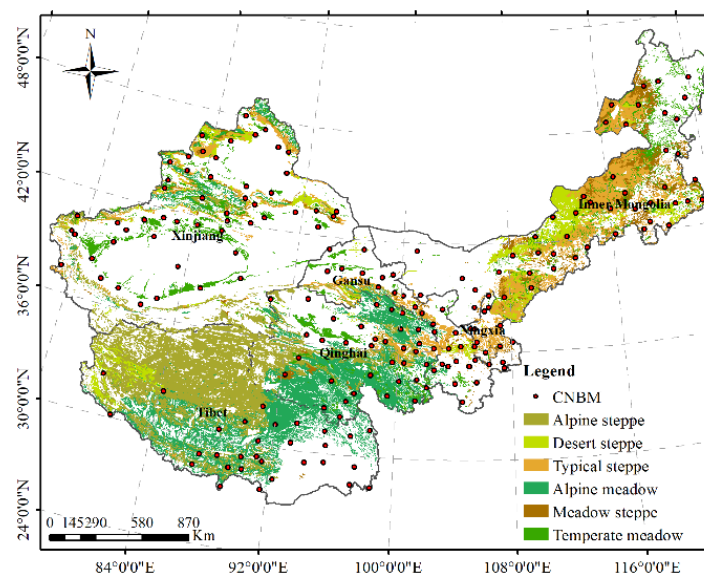 N
48°0'0"N
42°0'0"N
36°0'0"N
30°0'0"N
24°0'0"N
Inner Mongolia
Xinjiang
Gansu
Ningxia
Qinghai
Tibet
Legend
CNBM
Alpine steppe
Desert steppe
Typical steppe
Alpine meadow
Meadow steppe
Temperate meadow
0 145290. 580 870
Km
84°0'0"E 92°0'0"E 100°0'0"E 108°0'0"E 116°0'0"E